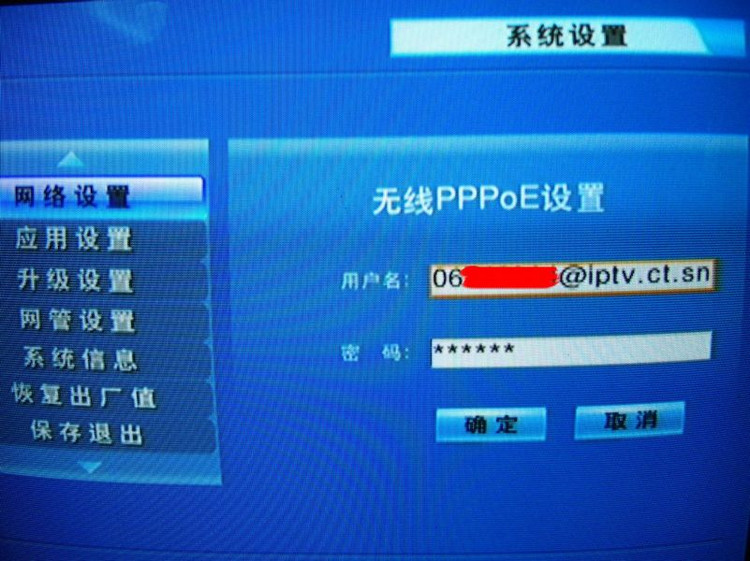 系统设置
网络设置
应用设置
升级设置
网管设置
系统信息
恢复出厂值
保存退出
无线PPPoE设置
用户名: 06 @iptv.ct.sn
密 码: ******
确定 取消